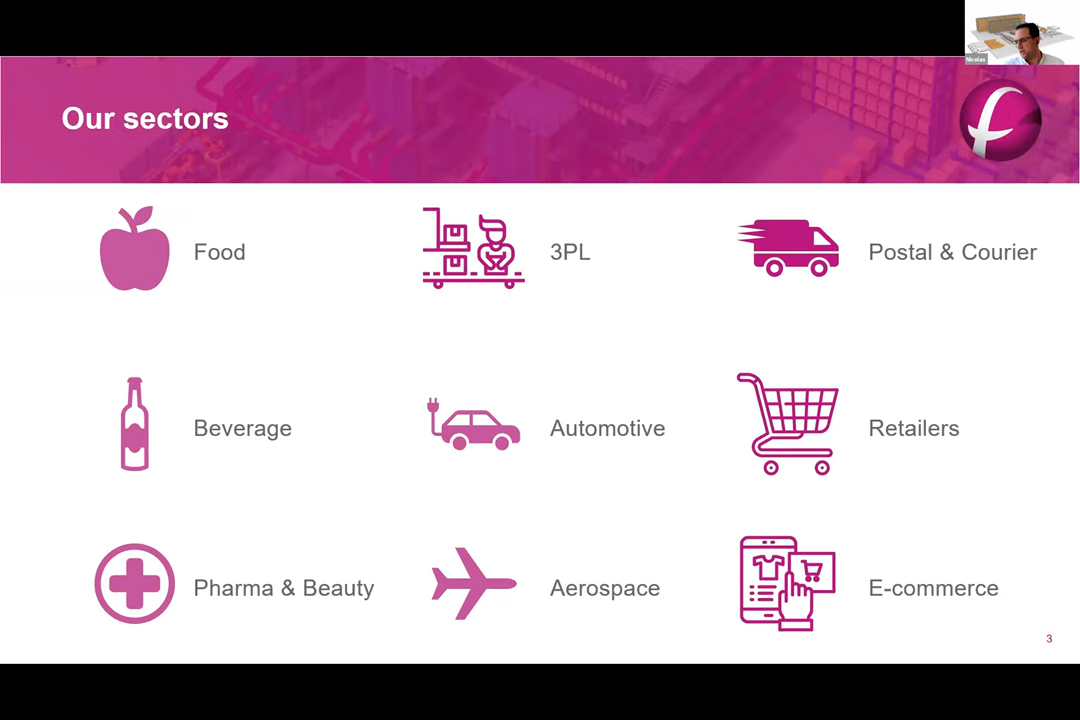 Nicolas
Our sectors
Food
3PL
Postal & Courier
Beverage
Automotive
Retailers
Pharma & Beauty
Aerospace
E-commerce
3